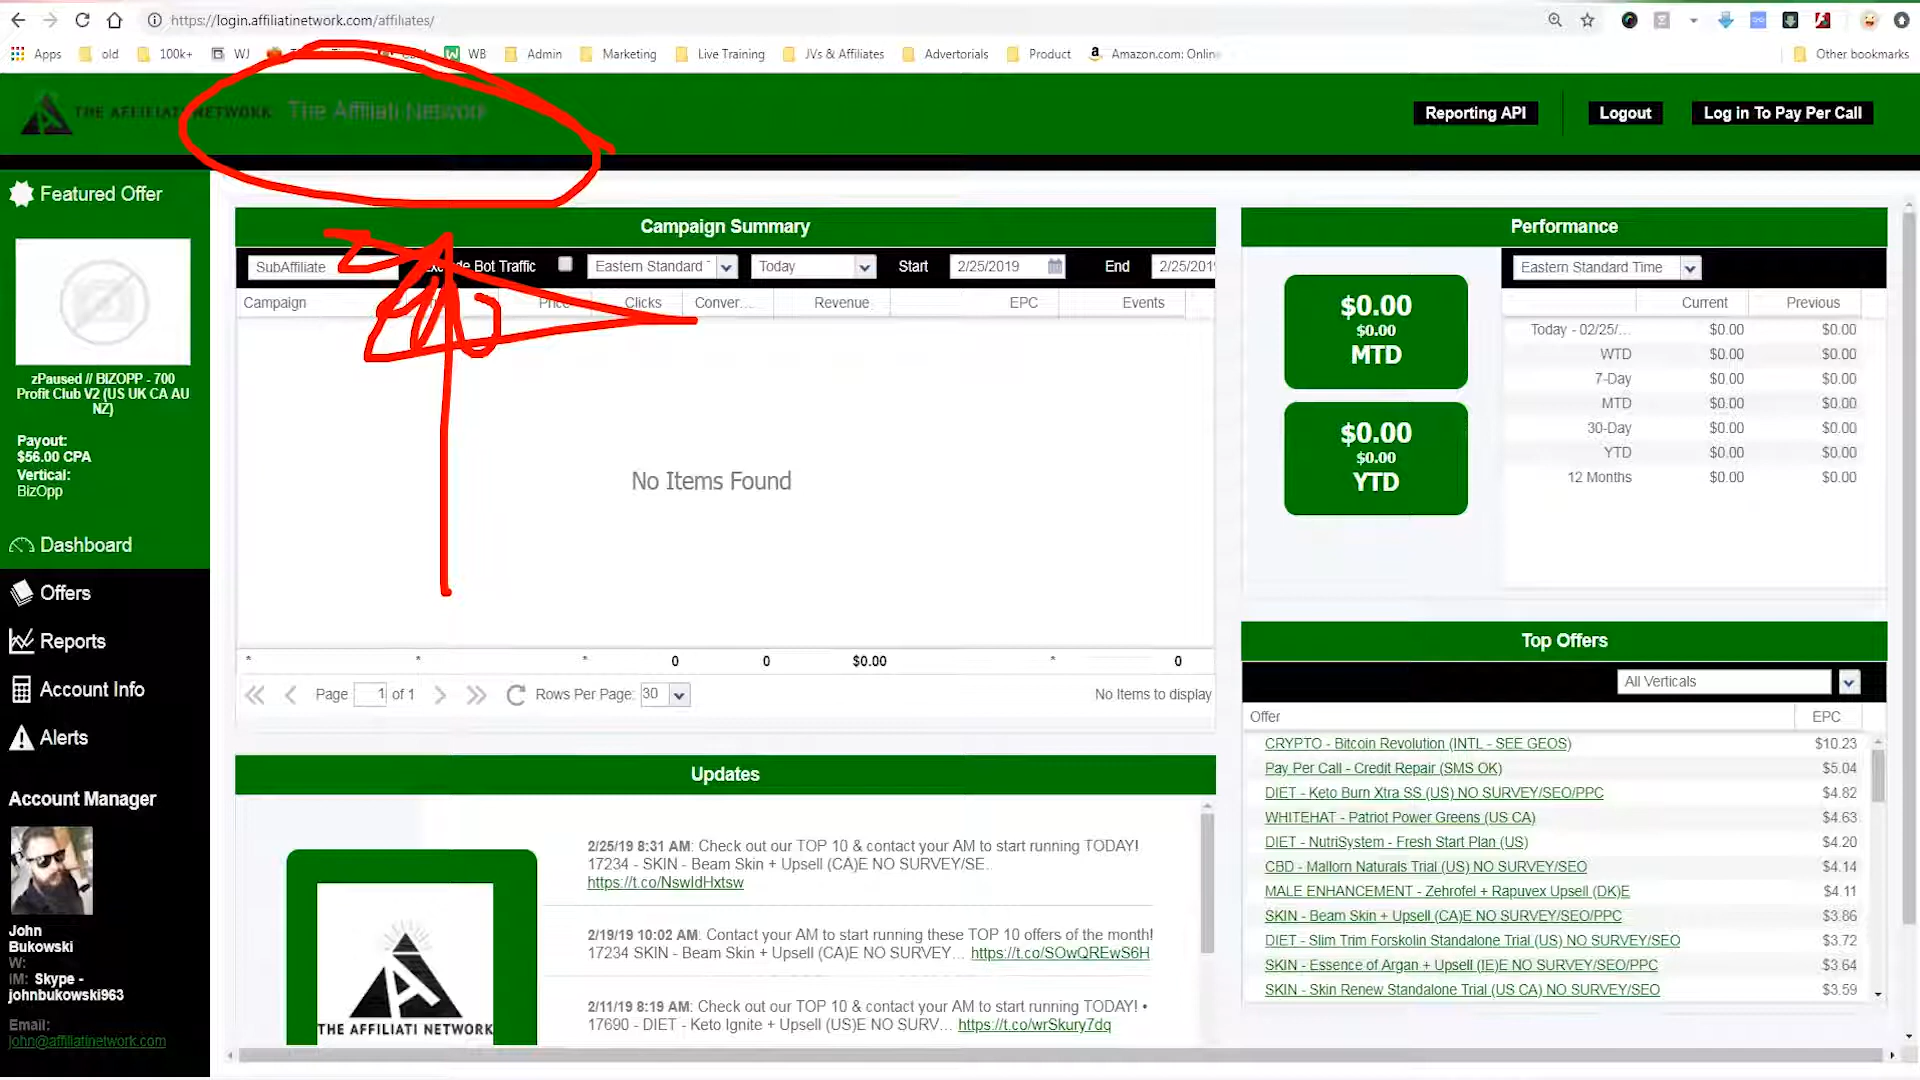 https://login.affiliatinetwork.com/affiliates/
Apps
old
100k+
WJ
WB
Admin
Marketing
Live Training
JVs & Affiliates
Advertorials
Product
Amazon.com: Onlin
Other bookmarks
THE AFFILIATI NETWORK
The Affiliati Network
Reporting API
Logout
Log in To Pay Per Call
Featured Offer
zPaused // BIZOPP - 700
Profit Club V2 (US UK CA AU
NZ)
Payout:
$56.00 CPA
Vertical:
BizOpp
Dashboard
Offers
Reports
Account Info
Alerts
Account Manager
John
Bukowski
W:
IM: Skype -
johnbukowski963
Email:
john@affiliatinetwork.com
Campaign Summary
SubAffiliate
Bot Traffic
Eastern Standard
Today
Start
2/25/2019
End
2/25/201
Campaign
Price
Clicks
Conver...
Revenue
EPC
Events
No Items Found
* * * 0 0 $0.00 * 0
Page 1 of 1
Rows Per Page: 30
No Items to display
Updates
THE AFFILIATI NETWORK
2/25/19 8:31 AM: Check out our TOP 10 & contact your AM to start running TODAY!
17234 - SKIN - Beam Skin + Upsell (CA)E NO SURVEY/SE..
https://t.co/NswIdHxtsw
2/19/19 10:02 AM: Contact your AM to start running these TOP 10 offers of the month!
17234 SKIN - Beam Skin + Upsell (CA)E NO SURVEY... https://t.co/SOwQREwS6H
2/11/19 8:19 AM: Check out our TOP 10 & contact your AM to start running TODAY! •
17690 - DIET - Keto Ignite + Upsell (US)E NO SURV... https://t.co/wrSkury7dq
Performance
Eastern Standard Time
$0.00
$0.00
MTD
$0.00
$0.00
YTD
Current Previous
Today - 02/25/... $0.00 $0.00
WTD $0.00 $0.00
7-Day $0.00 $0.00
MTD $0.00 $0.00
30-Day $0.00 $0.00
YTD $0.00 $0.00
12 Months $0.00 $0.00
Top Offers
All Verticals
Offer EPC
CRYPTO - Bitcoin Revolution (INTL - SEE GEOS) $10.23
Pay Per Call - Credit Repair (SMS OK) $5.04
DIET - Keto Burn Xtra SS (US) NO SURVEY/SEO/PPC $4.82
WHITEHAT - Patriot Power Greens (US CA) $4.63
DIET - NutriSystem - Fresh Start Plan (US) $4.20
CBD - Mallorn Naturals Trial (US) NO SURVEY/SEO $4.14
MALE ENHANCEMENT - Zehrofel + Rapuvex Upsell (DK)E $4.11
SKIN - Beam Skin + Upsell (CA)E NO SURVEY/SEO/PPC $3.86
DIET - Slim Trim Forskolin Standalone Trial (US) NO SURVEY/SEO $3.72
SKIN - Essence of Argan + Upsell (IE)E NO SURVEY/SEO/PPC $3.64
SKIN - Skin Renew Standalone Trial (US CA) NO SURVEY/SEO $3.59